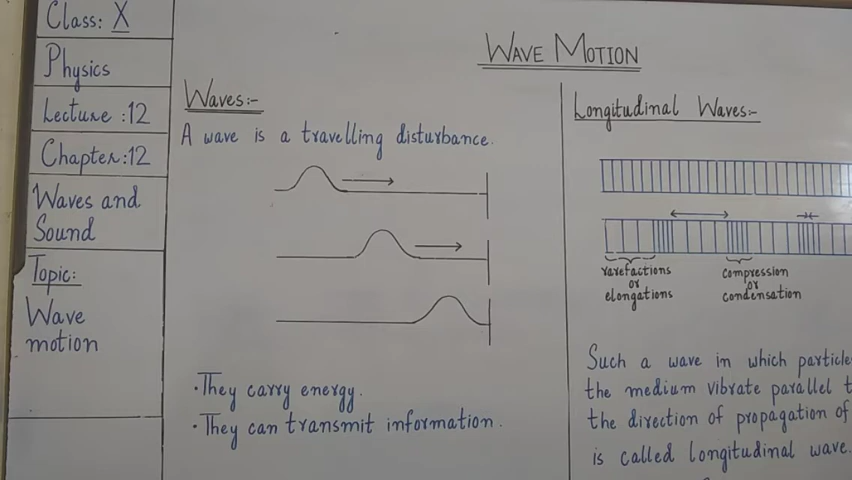 Class: X
Physics
Lecture :12
Chapter:12
Waves and
Sound
Topic:
Wave
motion
WAVE MOTION
Waves:-
A wave is a travelling disturbance.
·They carry energy.
·They can transmit information.
Longitudinal Waves:-
rarefactions
or
elongations
compression
or
condensation
Such a wave in which particle
the medium vibrate parallel t
the direction of propagation of
is called longitudinal wave.